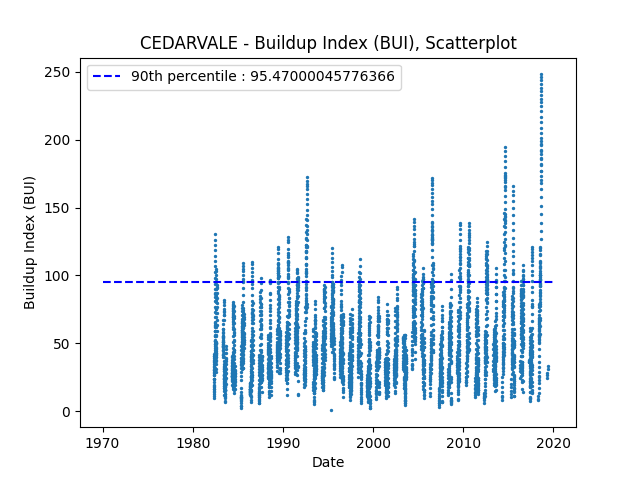 CEDARVALE - Buildup Index (BUI), Scatterplot
90th percentile : 95.47000045776366
250
200
150
100
50
0
Buildup Index (BUI)
1970 1980 1990 2000 2010 2020
Date